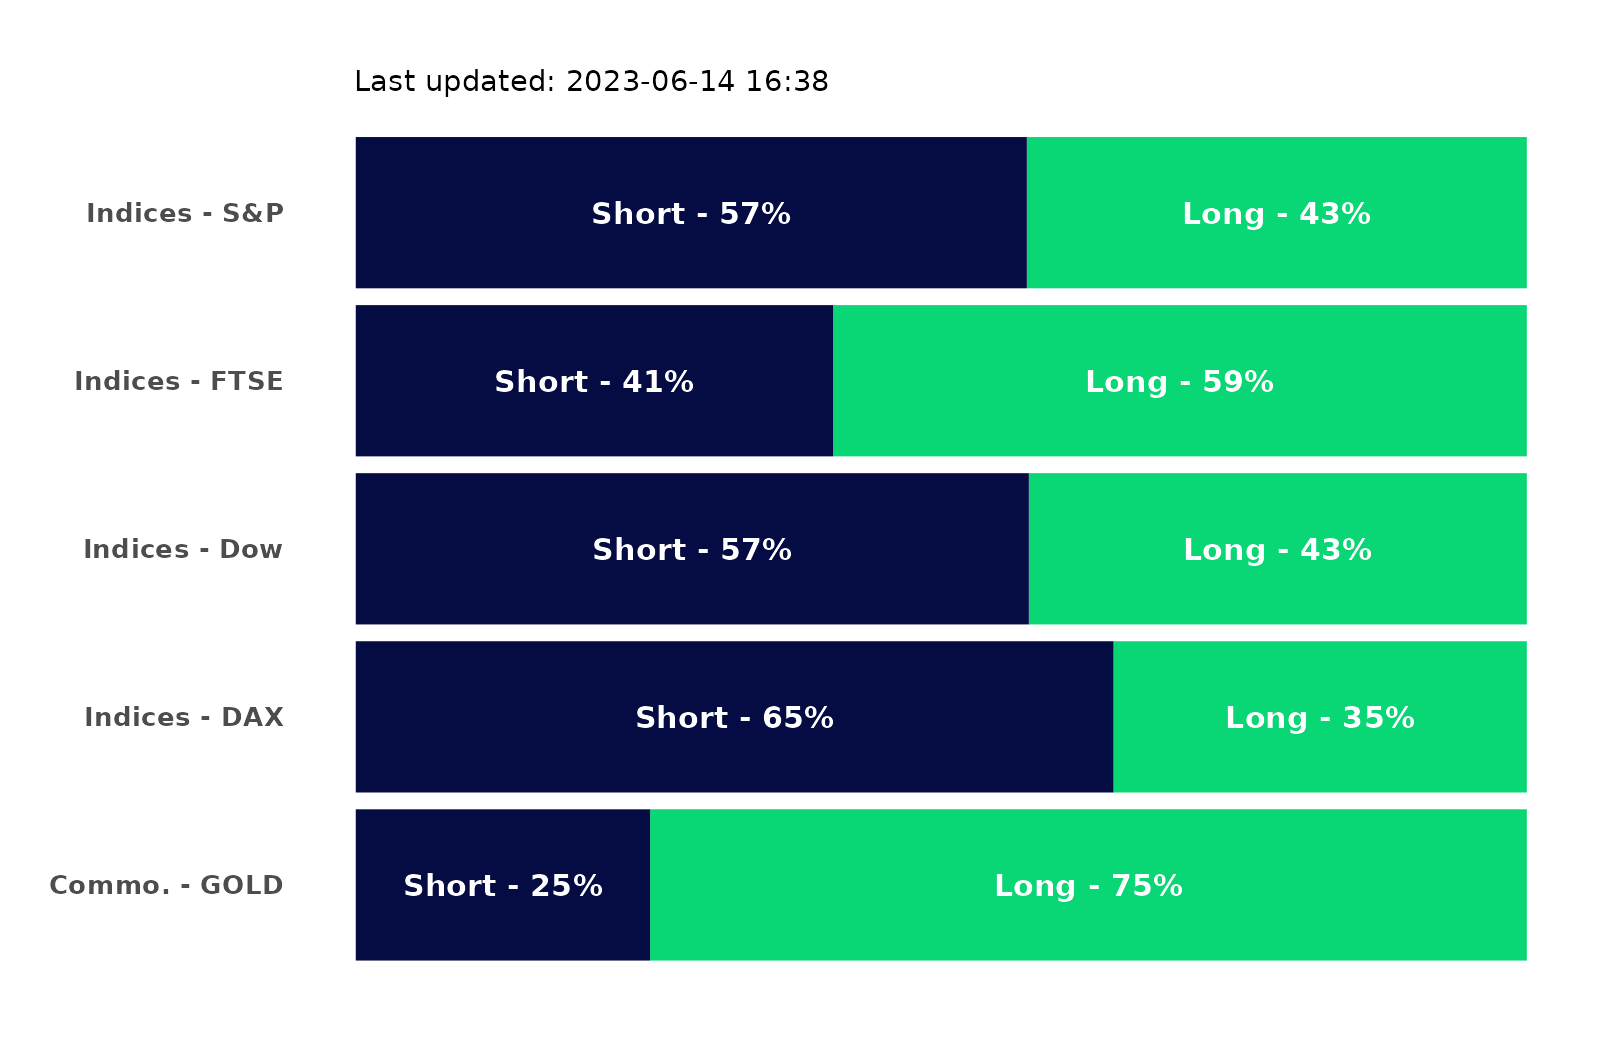 Last updated: 2023-06-14 16:38
Indices - S&P Short - 57% Long - 43%
Indices - FTSE Short - 41% Long - 59%
Indices - Dow Short - 57% Long - 43%
Indices - DAX Short - 65% Long - 35%
Commo. - GOLD Short - 25% Long - 75%